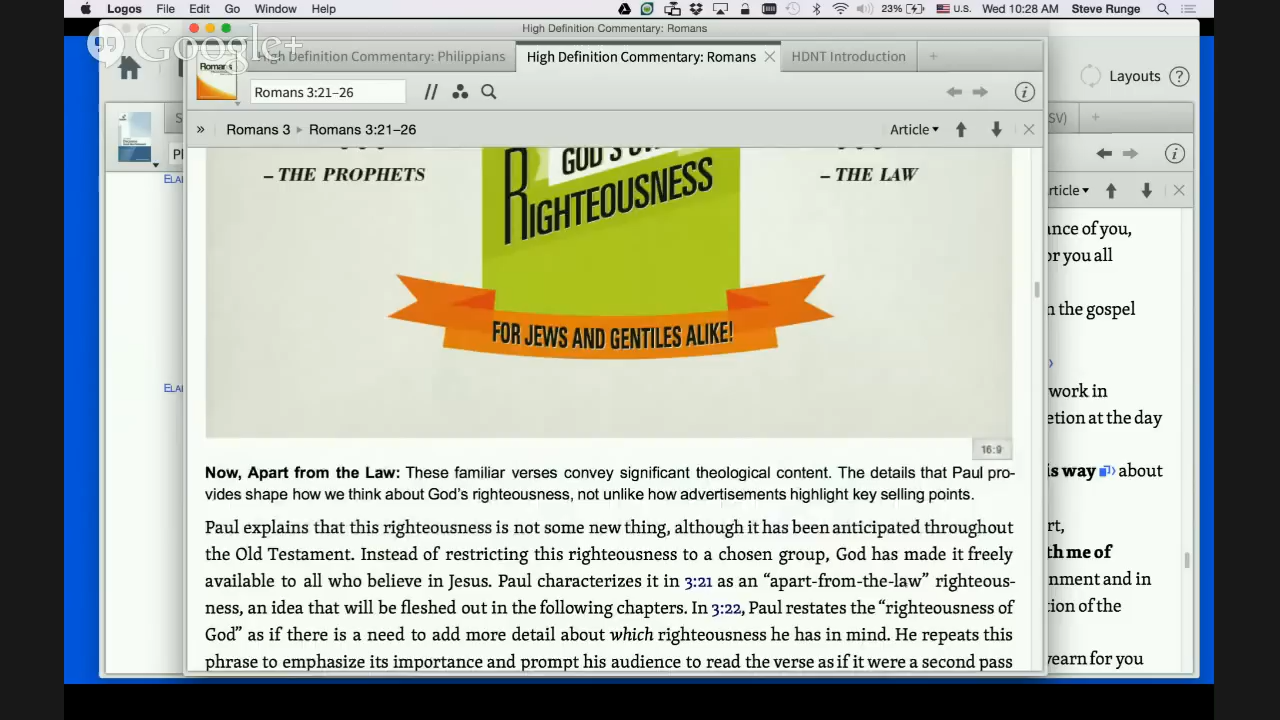 Logos File Edit Go Window Help 23% U.S. Wed 10:28 AM Steve Runge
Google+
High Definition Commentary: Romans
High Definition Commentary: Philippians High Definition Commentary: Romans HDNT Introduction
Layouts
Romans
Romans 3:21–26
Romans 3 Romans 3:21–26 Article
– THE PROPHETS
GOD'S
RIGHTEOUSNESS
– THE LAW
FOR JEWS AND GENTILES ALIKE!
16:9
Now, Apart from the Law: These familiar verses convey significant theological content. The details that Paul pro-
vides shape how we think about God's righteousness, not unlike how advertisements highlight key selling points.
Paul explains that this righteousness is not some new thing, although it has been anticipated throughout
the Old Testament. Instead of restricting this righteousness to a chosen group, God has made it freely
available to all who believe in Jesus. Paul characterizes it in 3:21 as an “apart-from-the-law” righteous-
ness, an idea that will be fleshed out in the following chapters. In 3:22, Paul restates the “righteousness of
God” as if there is a need to add more detail about which righteousness he has in mind. He repeats this
phrase to emphasize its importance and prompt his audience to read the verse as if it were a second pass
SV)
ance of you,
or you all
n the gospel
work in
etion at the day
is way about
rt,
th me of
nment and in
tion of the
yearn for you